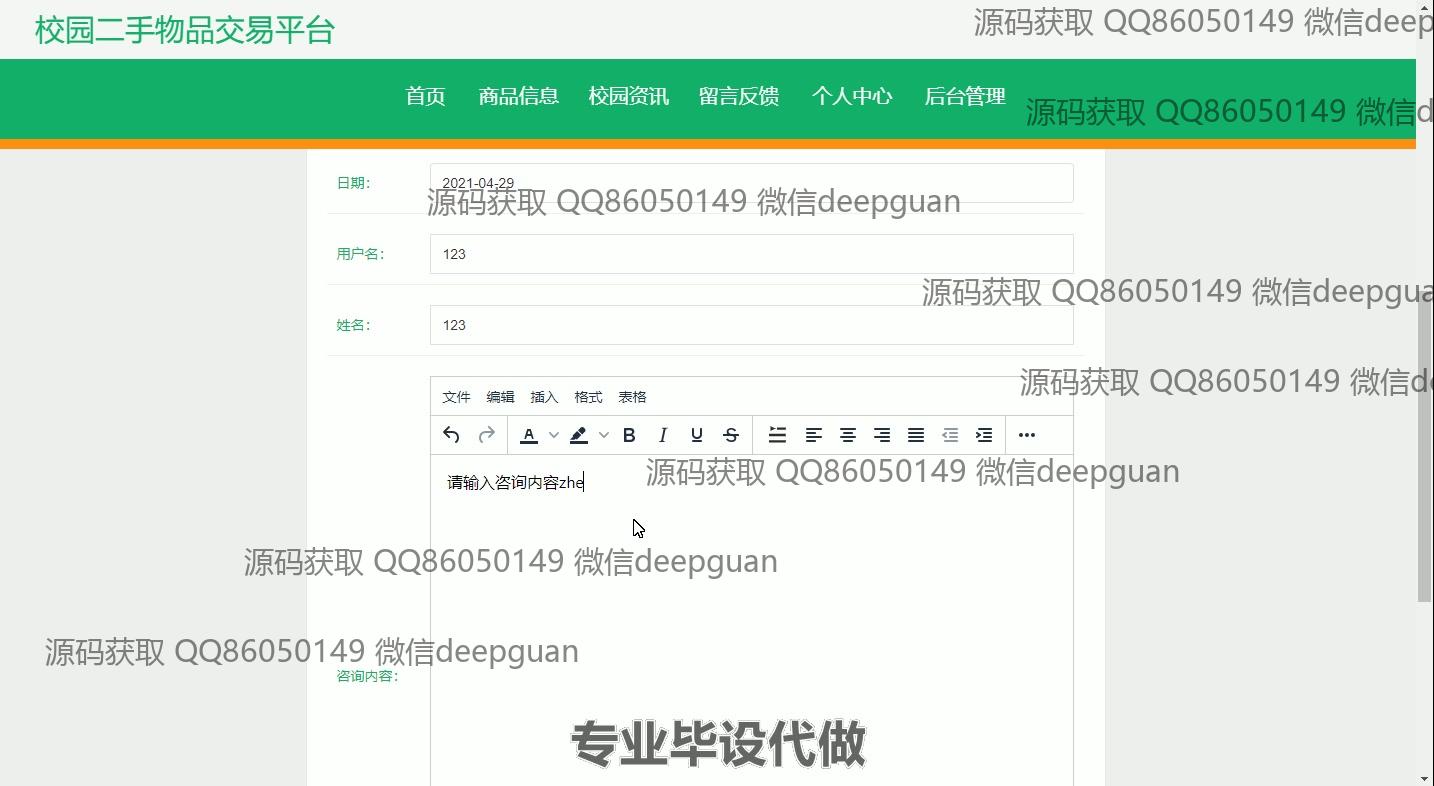 校园二手物品交易平台
源码获取 QQ86050149 微信deep
首页 商品信息 校园资讯 留言反馈 个人中心 后台管理
源码获取 QQ86050149 微信d
日期：
2021-04-29
源码获取 QQ86050149 微信deepguan
用户名：
123
源码获取 QQ86050149 微信deepgua
姓名：
123
源码获取 QQ86050149 微信de
文件 编辑 插入 格式 表格
A B I U S
源码获取 QQ86050149 微信deepguan
请输入咨询内容zhe
源码获取 QQ86050149 微信deepguan
源码获取 QQ86050149 微信deepguan
咨询内容：
专业毕设代做